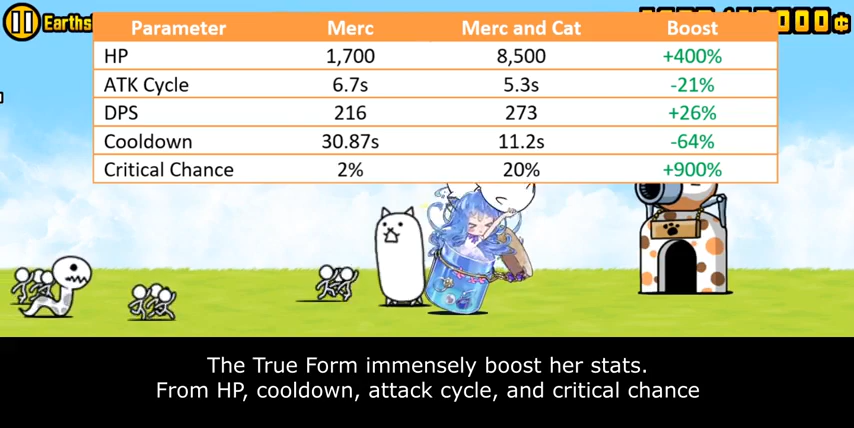 Earths
Parameter Merc Merc and Cat Boost
HP 1,700 8,500 +400%
ATK Cycle 6.7s 5.3s -21%
DPS 216 273 +26%
Cooldown 30.87s 11.2s -64%
Critical Chance 2% 20% +900%
The True Form immensely boost her stats.
From HP, cooldown, attack cycle, and critical chance